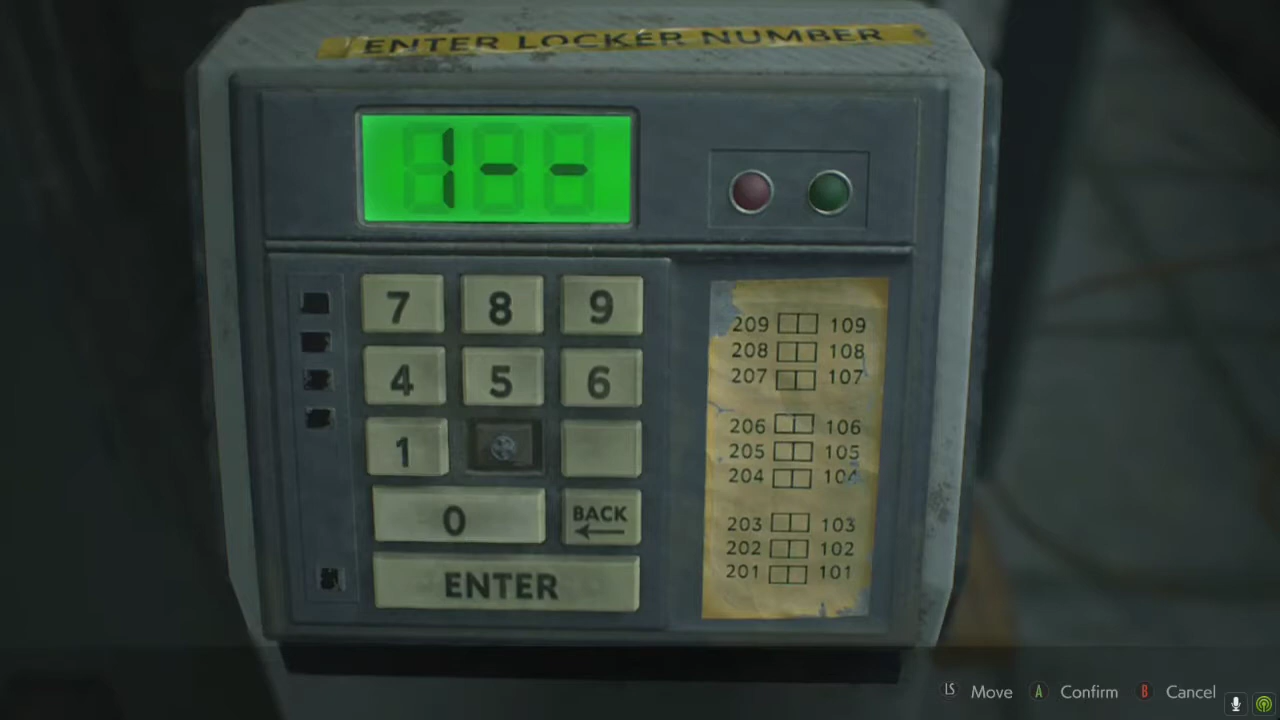 ENTER LOCKER NUMBER
1--
7 8 9
4 5 6
1
0 BACK
ENTER
209 109
208 108
207 107
206 106
205 105
204 104
203 103
202 102
201 101
LS Move A Confirm B Cancel